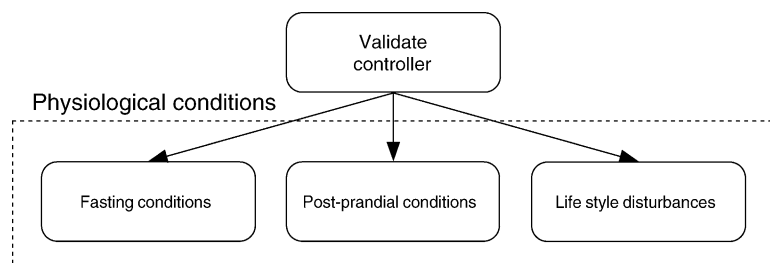 Validate
controller
Physiological conditions
Fasting conditions
Post-prandial conditions
Life style disturbances